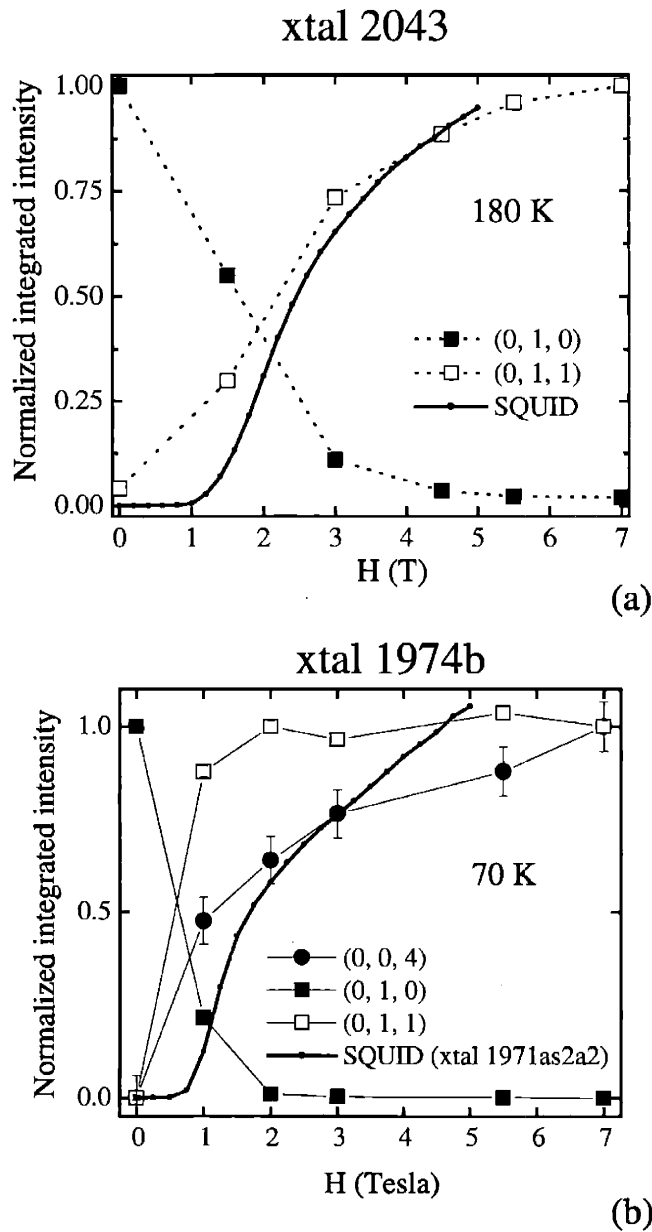 xtal 2043
Normalized integrated intensity
1.00
0.75
0.50
0.25
0.00
180 K
(0, 1, 0)
(0, 1, 1)
SQUID
0 1 2 3 4 5 6 7
H (T)
(a)
xtal 1974b
Normalized integrated intensity
1.0
0.5
0.0
70 K
(0, 0, 4)
(0, 1, 0)
(0, 1, 1)
SQUID (xtal 1971as2a2)
0 1 2 3 4 5 6 7
H (Tesla)
(b)